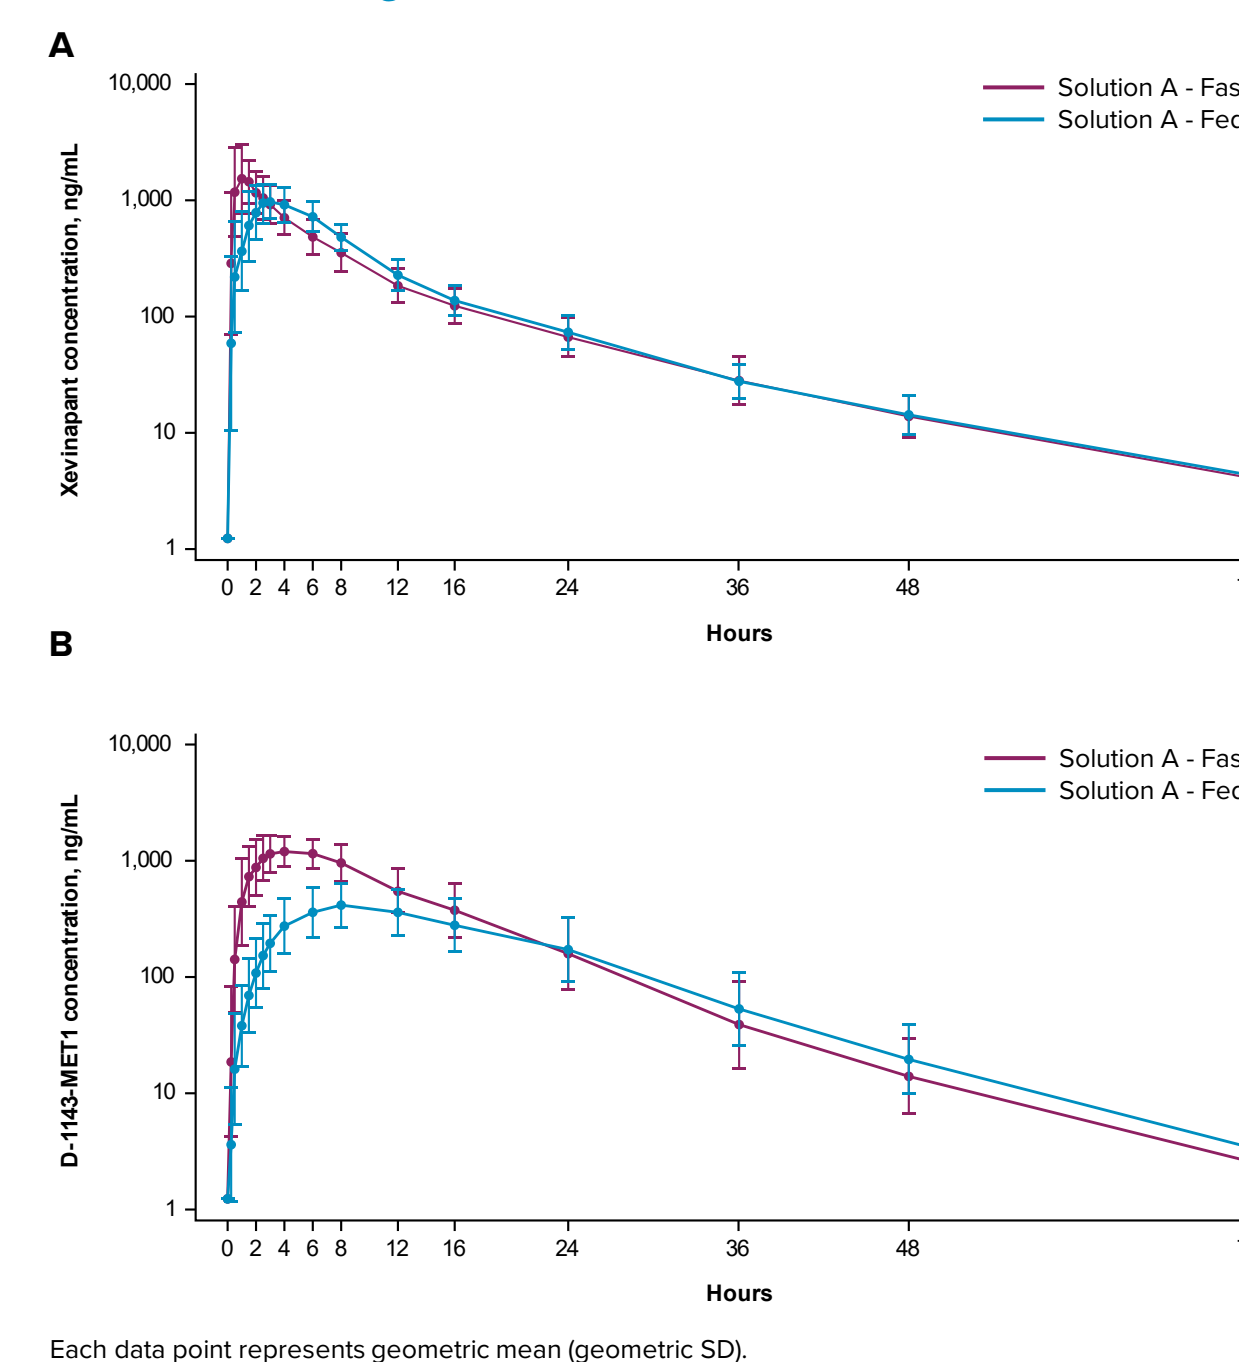 A
10,000
1,000
100
10
1
Xevinapant concentration, ng/mL
Solution A - Fas
Solution A - Fed
0 2 4 6 8 12 16 24 36 48
Hours
B
10,000
1,000
100
10
1
D-1143-MET1 concentration, ng/mL
Solution A - Fas
Solution A - Fed
0 2 4 6 8 12 16 24 36 48
Hours
Each data point represents geometric mean (geometric SD).